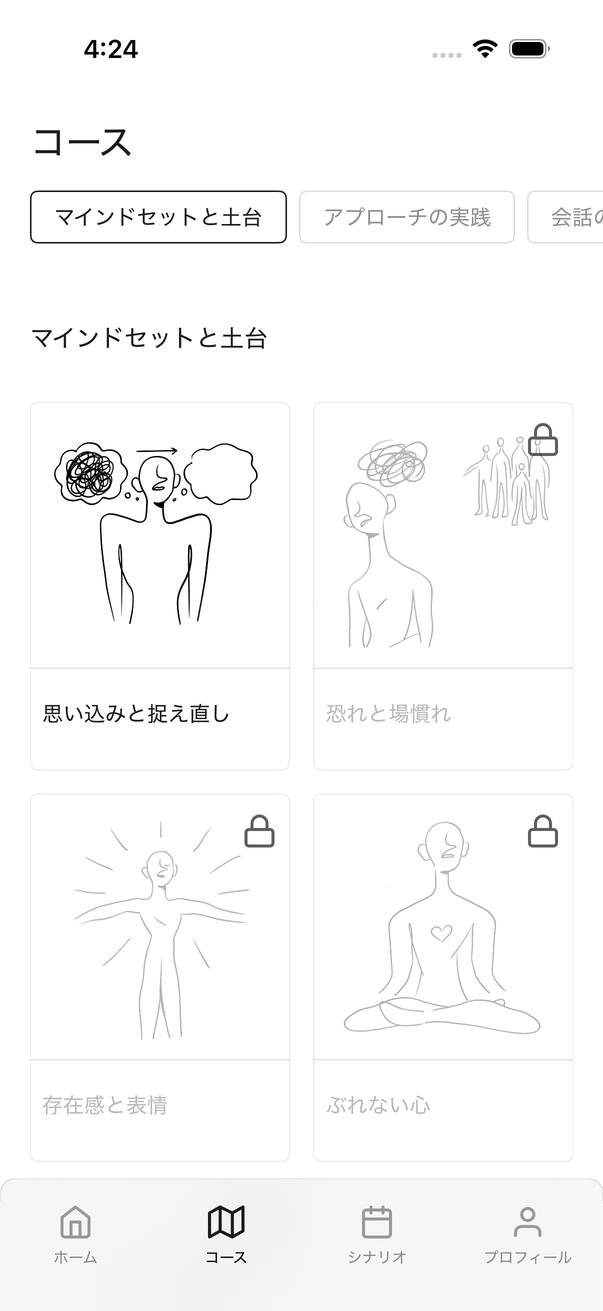 4:24
コース
マインドセットと土台
アプローチの実践
会話の
マインドセットと土台
思い込みと捉え直し
恐れと場慣れ
存在感と表情
ぶれない心
ホーム
コース
シナリオ
プロフィール